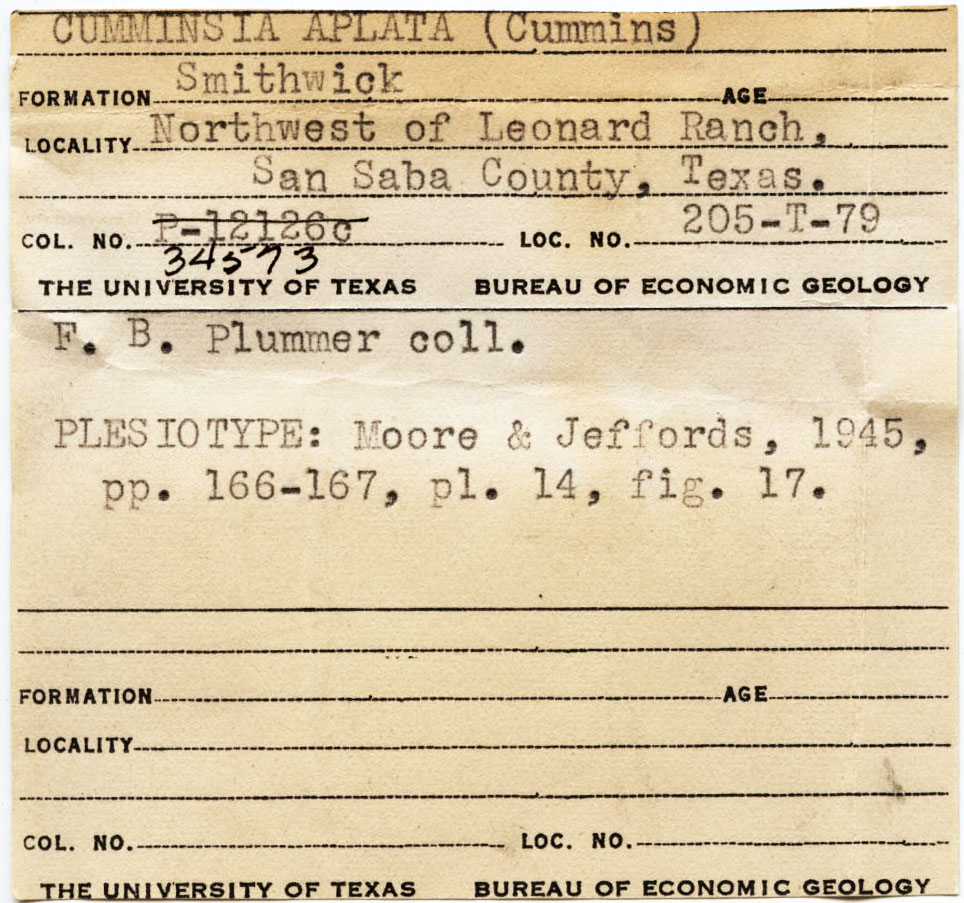 CUMMINSIA APLATA (Cummins)
FORMATION Smithwick AGE
LOCALITY Northwest of Leonard Ranch,
San Saba County, Texas.
COL. NO. P-12126c LOC. NO. 205-T-79
34573
THE UNIVERSITY OF TEXAS BUREAU OF ECONOMIC GEOLOGY
F. B. Plummer coll.
PLESIOTYPE: Moore & Jeffords, 1945,
pp. 166-167, pl. 14, fig. 17.
FORMATION AGE
LOCALITY
COL. NO. LOC. NO.
THE UNIVERSITY OF TEXAS BUREAU OF ECONOMIC GEOLOGY